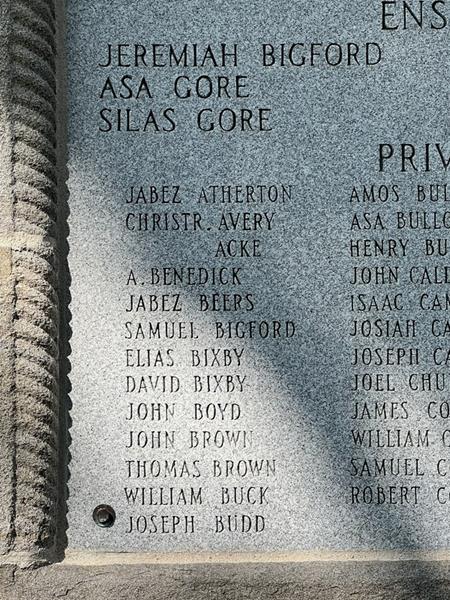 ENS
JEREMIAH BIGFORD
ASA GORE
SILAS GORE
PRIV
JABEZ ATHERTON
CHRISTR. AVERY
ACKE
A. BENEDICK
JABEZ BEERS
SAMUEL BIGFORD
ELIAS BIXBY
DAVID BIXBY
JOHN BOYD
JOHN BROWN
THOMAS BROWN
WILLIAM BUCK
JOSEPH BUDD
AMOS BUL
ASA BULLO
HENRY BU
JOHN CALD
ISAAC CAM
JOSIAH CA
JOSEPH CA
JOEL CHU
JAMES CO
WILLIAM C
SAMUEL C
ROBERT CO